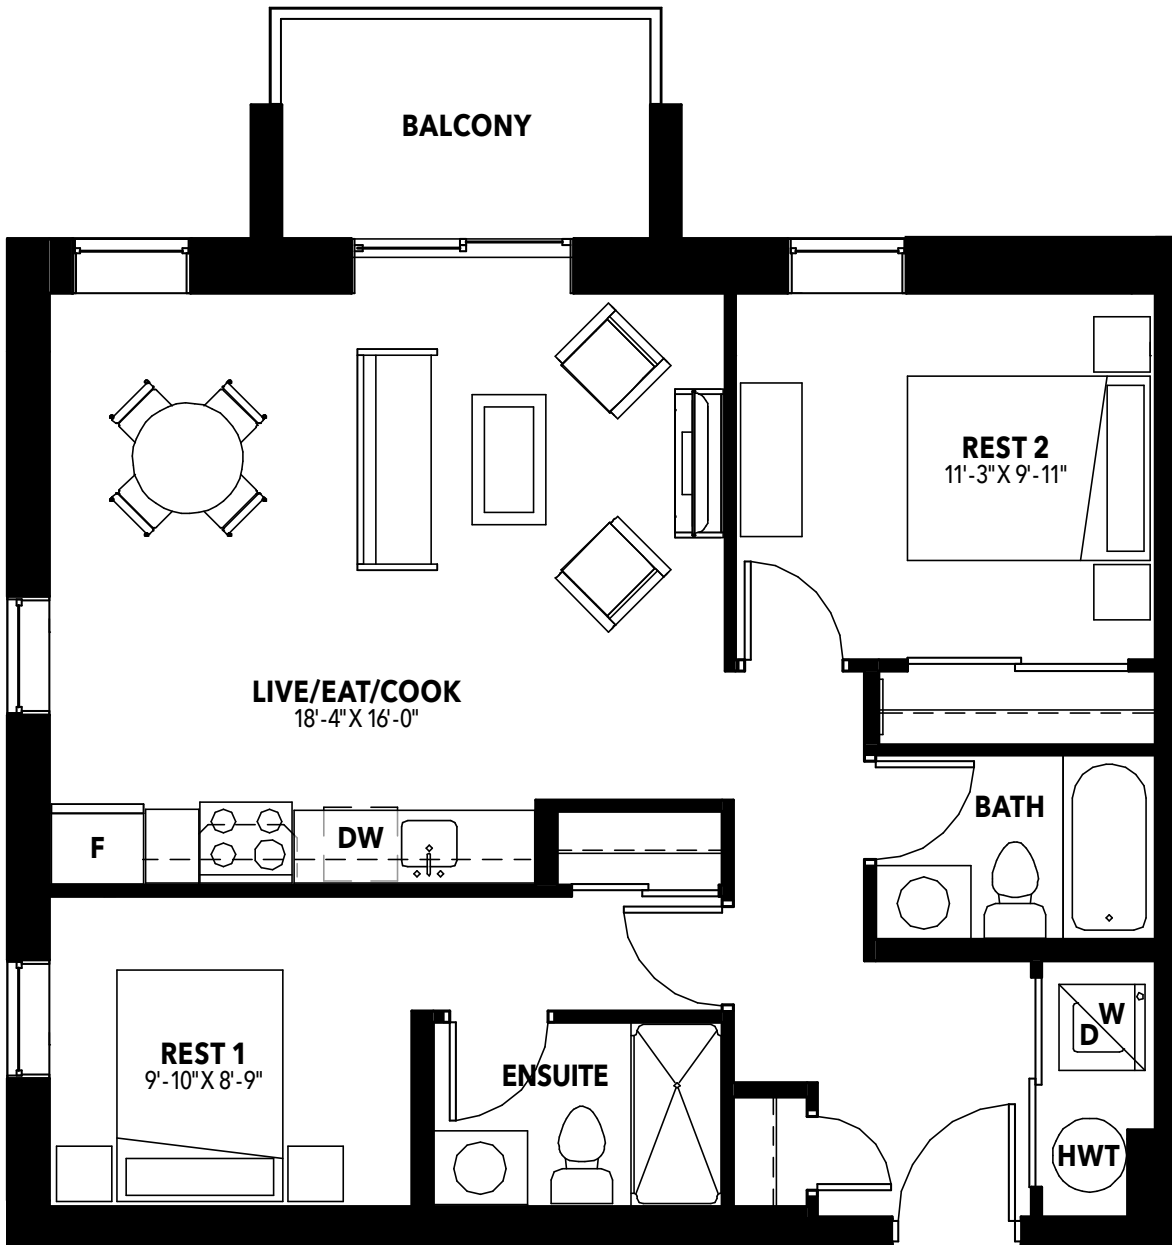 BALCONY
REST 2
11'-3"X 9'-11"
LIVE/EAT/COOK
18'-4"X 16'-0"
BATH
F
DW
REST 1
9'-10"X 8'-9"
ENSUITE
W
D
HWT